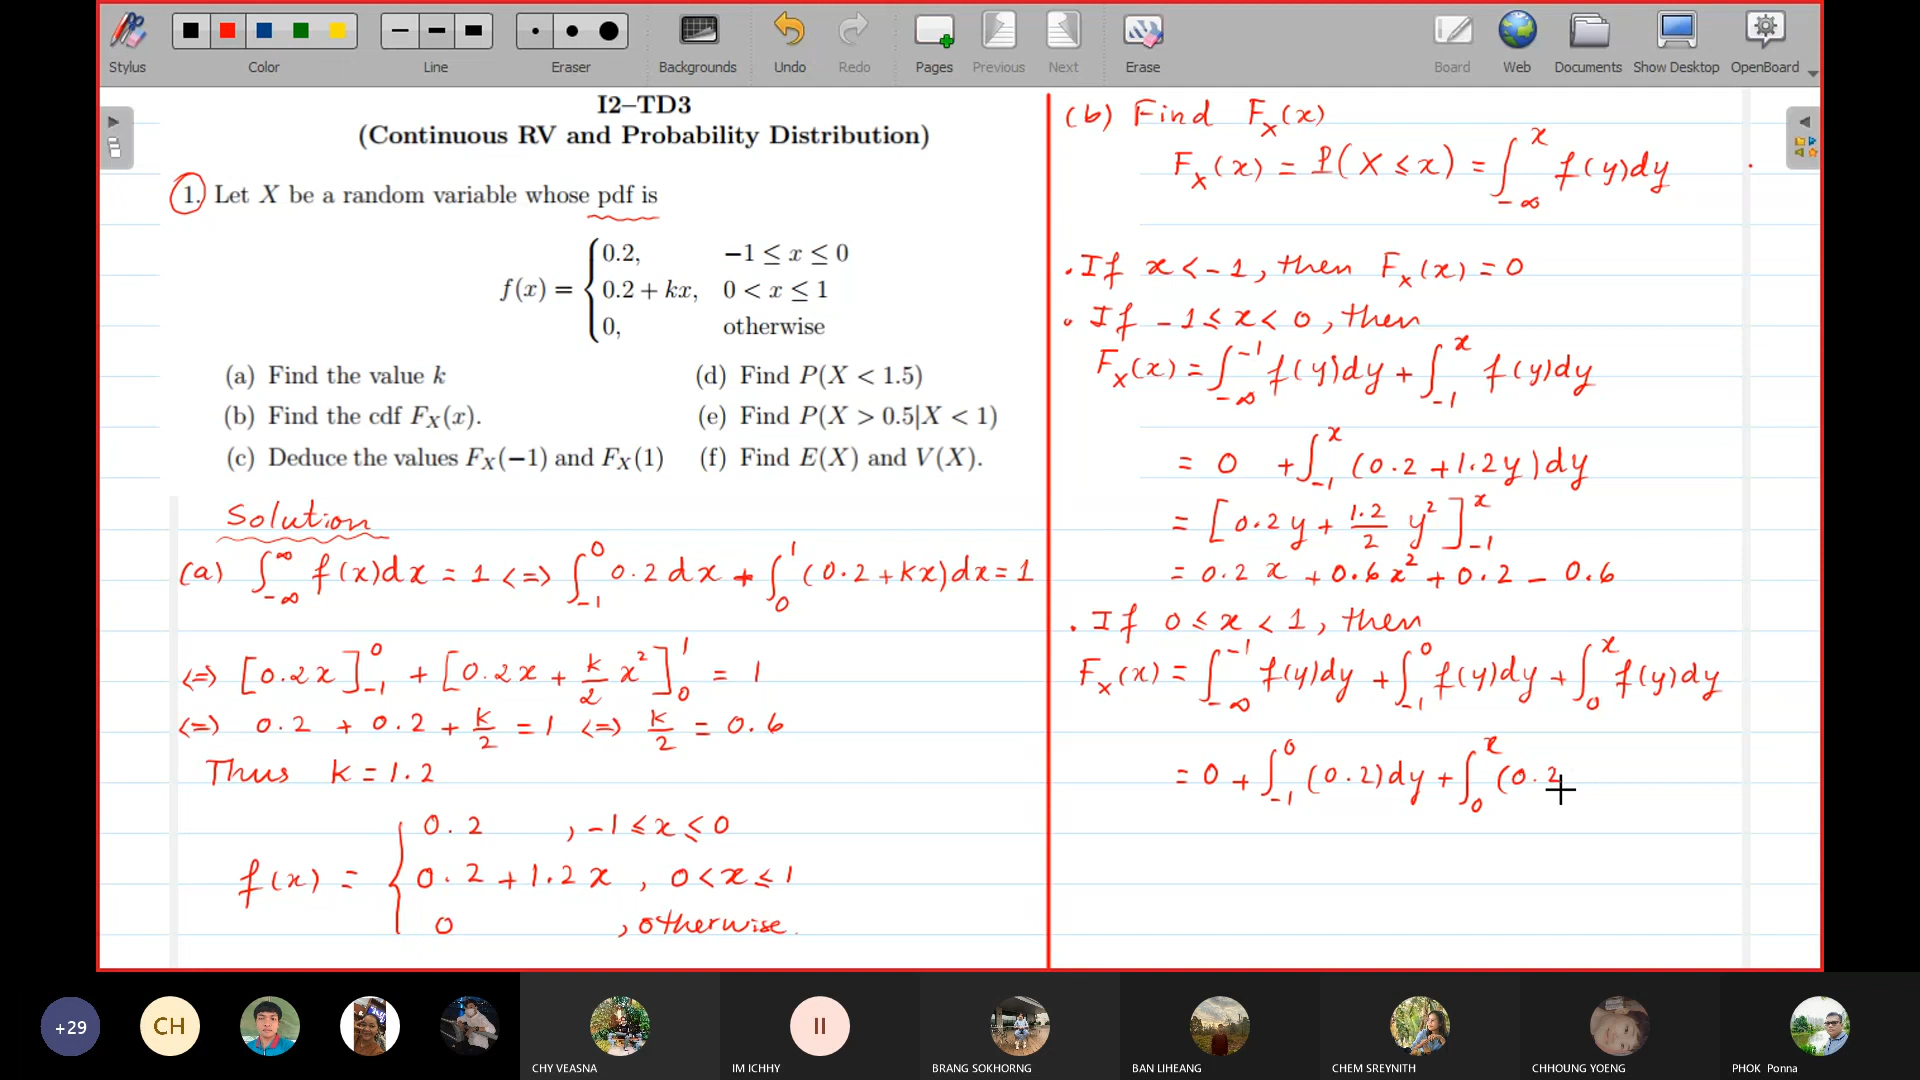 Stylus Color Line Eraser Backgrounds Undo Redo Pages Previous Next Erase Board Web Documents Show Desktop OpenBoard
I2–TD3
(Continuous RV and Probability Distribution)
1. Let X be a random variable whose pdf is
f(x) = { 0.2, −1 ≤ x ≤ 0
0.2 + kx, 0 < x ≤ 1
0, otherwise
(a) Find the value k
(b) Find the cdf F_X(x).
(c) Deduce the values F_X(−1) and F_X(1)
(d) Find P(X < 1.5)
(e) Find P(X > 0.5|X < 1)
(f) Find E(X) and V(X).
Solution
(a) ∫_{-∞}^{∞} f(x)dx = 1 <=> ∫_{-1}^{0} 0.2 dx + ∫_{0}^{1} (0.2 + kx)dx = 1
<=> [0.2x]_{-1}^{0} + [0.2x + k/2 x²]_{0}^{1} = 1
<=> 0.2 + 0.2 + k/2 = 1 <=> k/2 = 0.6
Thus k = 1.2
f(x) = { 0.2 , -1 ≤ x ≤ 0
0.2 + 1.2x , 0 < x ≤ 1
0 , otherwise.
(b) Find F_X(x)
F_X(x) = P(X ≤ x) = ∫_{-∞}^{x} f(y)dy
. If x < -1, then F_X(x) = 0
. If -1 ≤ x < 0, then
F_X(x) = ∫_{-∞}^{-1} f(y)dy + ∫_{-1}^{x} f(y)dy
= 0 + ∫_{-1}^{x} (0.2 + 1.2y)dy
= [0.2y + 1.2/2 y²]_{-1}^{x}
= 0.2x + 0.6x² + 0.2 - 0.6
. If 0 ≤ x < 1, then
F_X(x) = ∫_{-∞}^{-1} f(y)dy + ∫_{-1}^{0} f(y)dy + ∫_{0}^{x} f(y)dy
= 0 + ∫_{-1}^{0} (0.2)dy + ∫_{0}^{x} (0.2
+29 CH II
CHY VEASNA IM ICHHY BRANG SOKHORNG BAN LIHEANG CHEM SREYNITH CHHOUNG YOENG PHOK Ponna